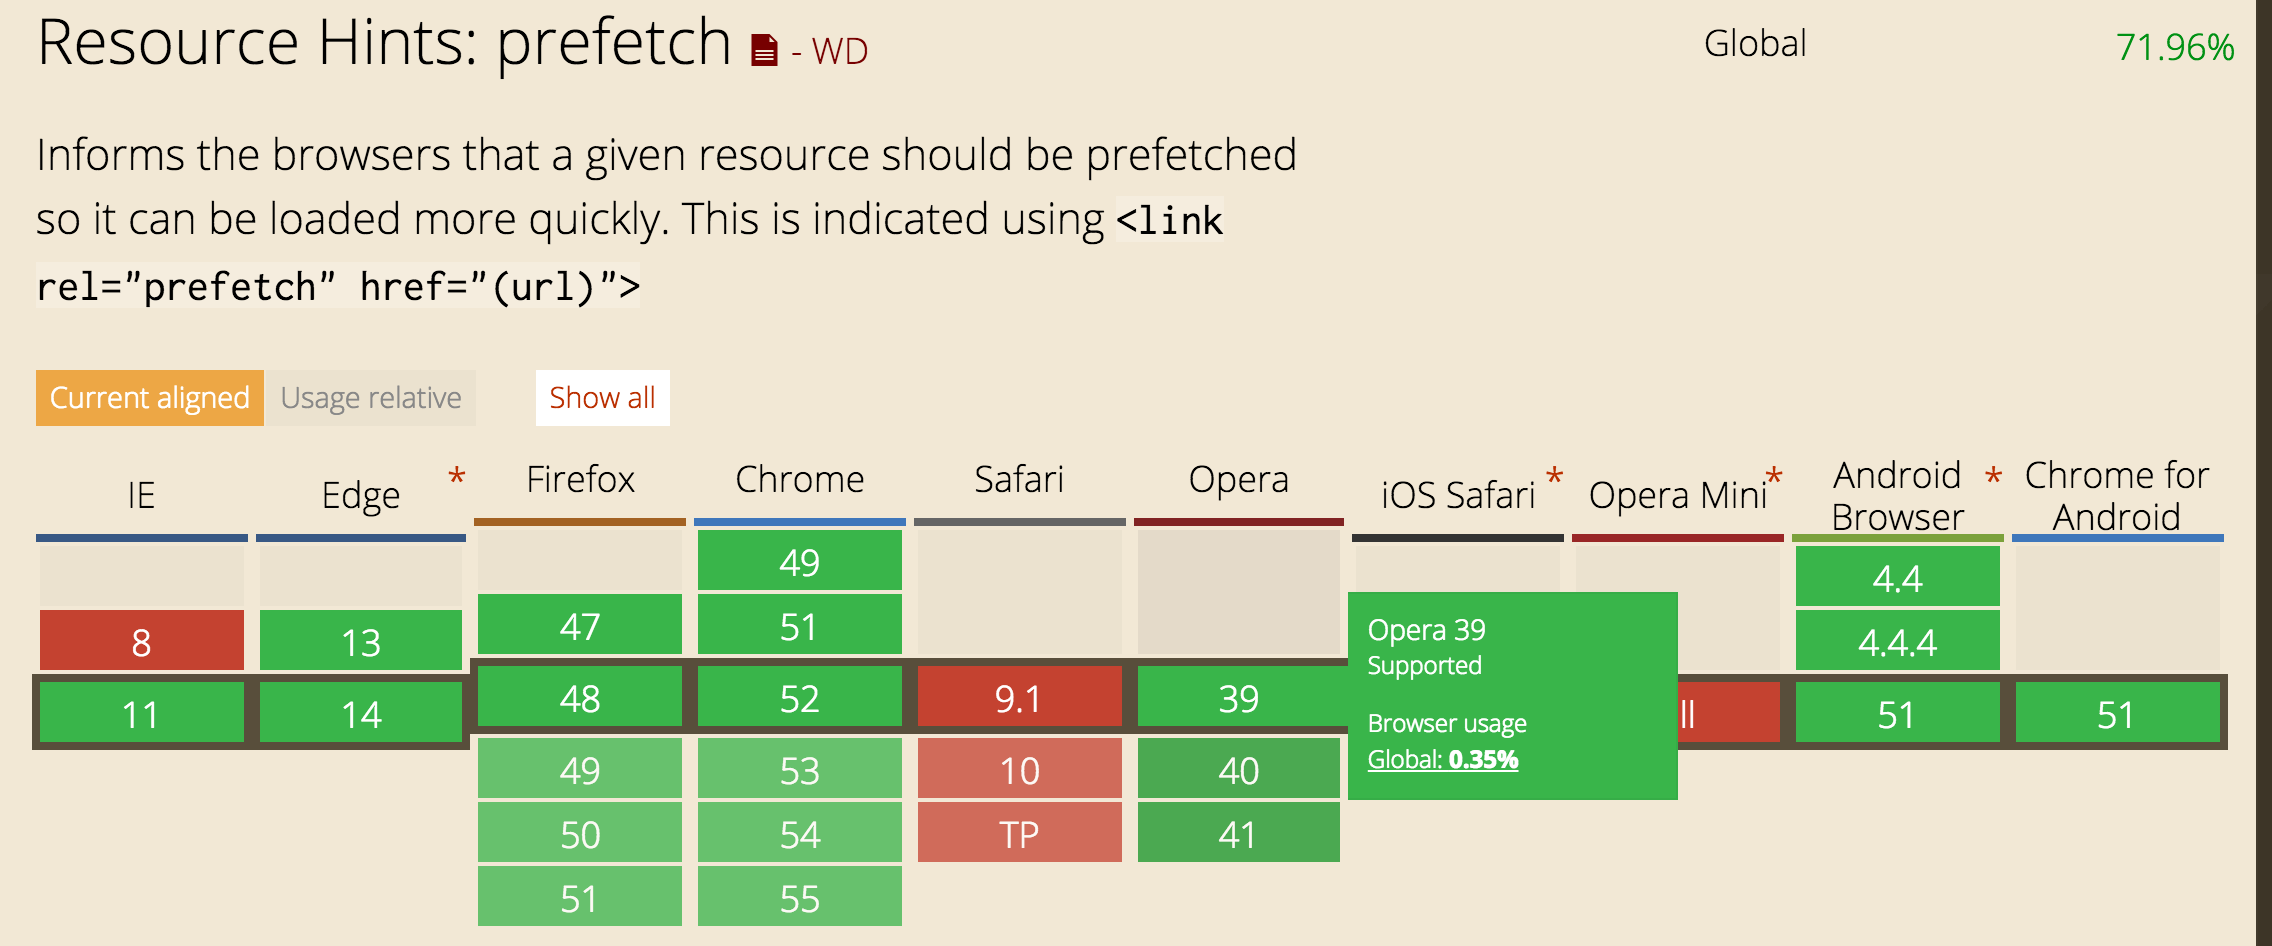 Resource Hints: prefetch - WD
Global 71.96%
Informs the browsers that a given resource should be prefetched
so it can be loaded more quickly. This is indicated using <link
rel="prefetch" href="(url)">
Current aligned Usage relative Show all
IE Edge * Firefox Chrome Safari Opera iOS Safari * Opera Mini * Android Browser * Chrome for Android
49 4.4
8 13 47 51 4.4.4
11 14 48 52 9.1 39 ll 51 51
49 53 10 40
50 54 TP 41
51 55
Opera 39
Supported
Browser usage
Global: 0.35%